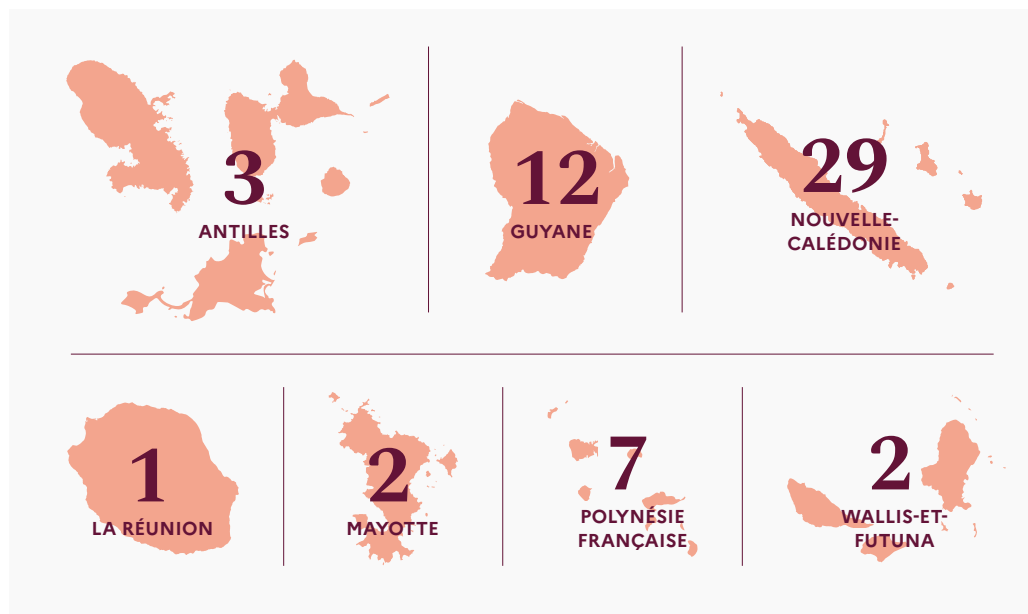 3
ANTILLES
12
GUYANE
29
NOUVELLE-
CALÉDONIE
1
LA RÉUNION
2
MAYOTTE
7
POLYNÉSIE
FRANÇAISE
2
WALLIS-ET-
FUTUNA